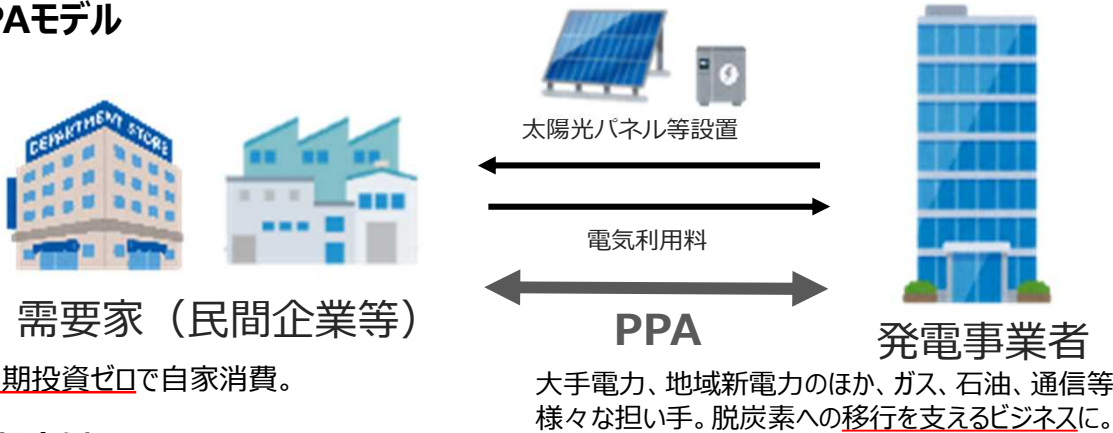 PAモデル
DEPARTMENT STORE
太陽光パネル等設置
電気利用料
PPA
需要家（民間企業等）
発電事業者
期投資ゼロで自家消費。
大手電力、地域新電力のほか、ガス、石油、通信等
様々な担い手。脱炭素への移行を支えるビジネスに。